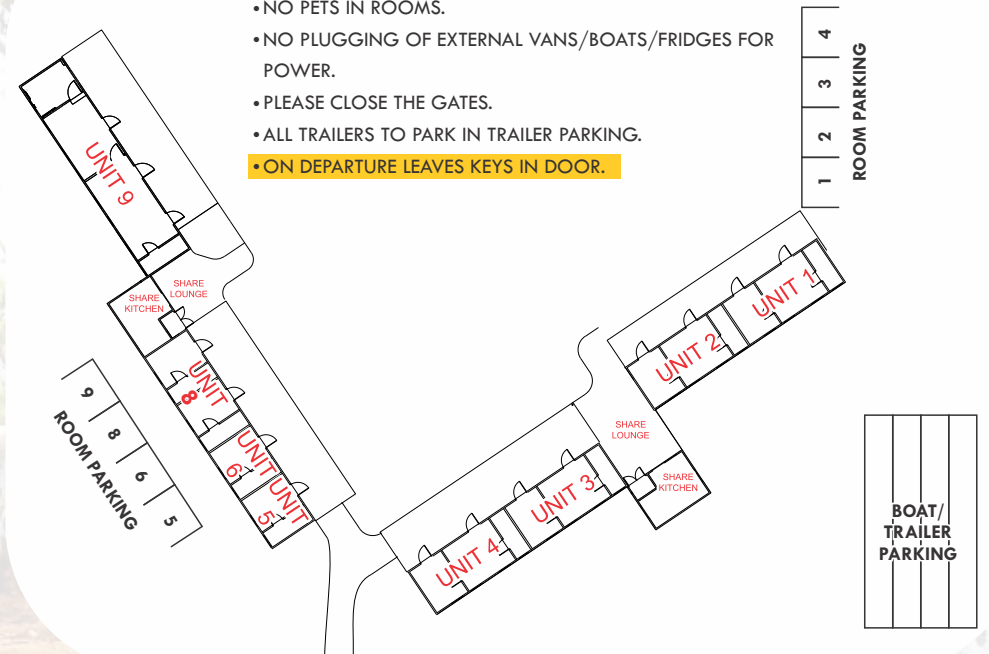 • NO PETS IN ROOMS.
• NO PLUGGING OF EXTERNAL VANS/BOATS/FRIDGES FOR
POWER.
• PLEASE CLOSE THE GATES.
• ALL TRAILERS TO PARK IN TRAILER PARKING.
• ON DEPARTURE LEAVES KEYS IN DOOR.
4
3
2
1
ROOM PARKING
UNIT 9
SHARE
LOUNGE
SHARE
KITCHEN
UNIT
8
UNIT
6
UNIT
5
9
8
6
5
ROOM PARKING
UNIT 1
UNIT 2
SHARE
LOUNGE
SHARE
KITCHEN
UNIT 3
UNIT 4
BOAT/
TRAILER
PARKING